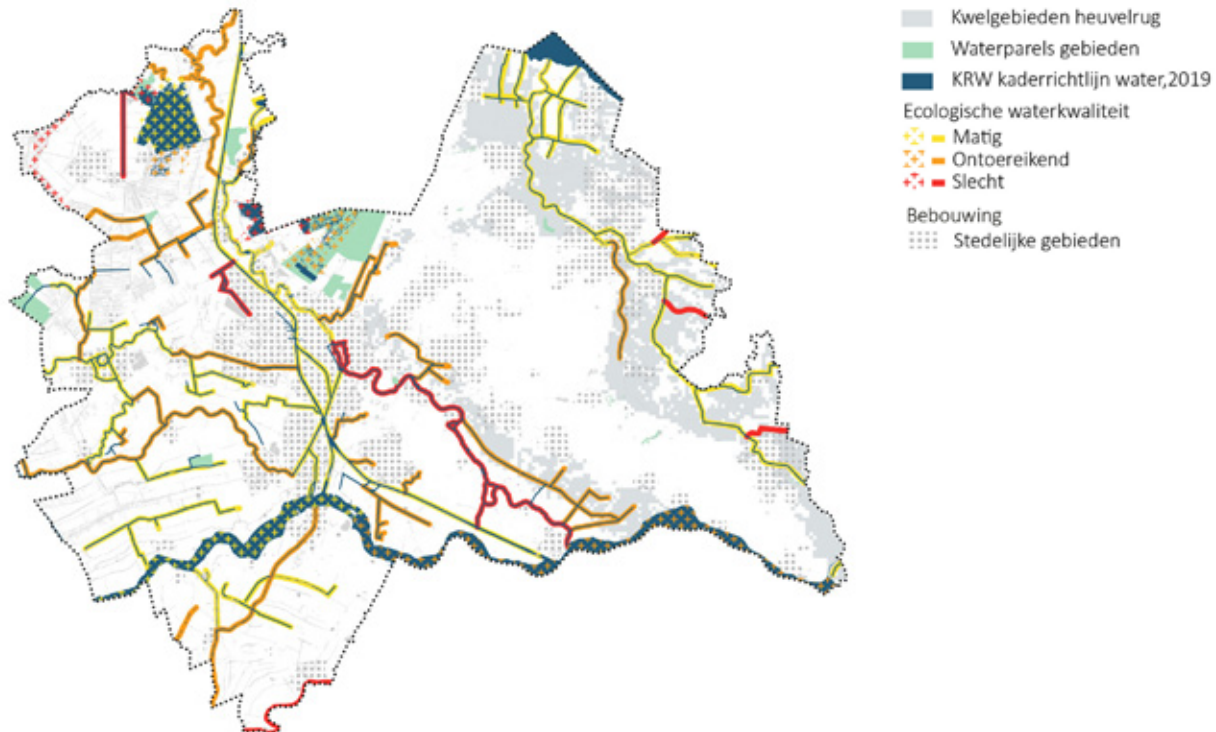 Kwelgebieden heuvelrug
Waterparels gebieden
KRW kaderrichtlijn water,2019
Ecologische waterkwaliteit
Matig
Ontoereikend
Slecht
Bebouwing
Stedelijke gebieden